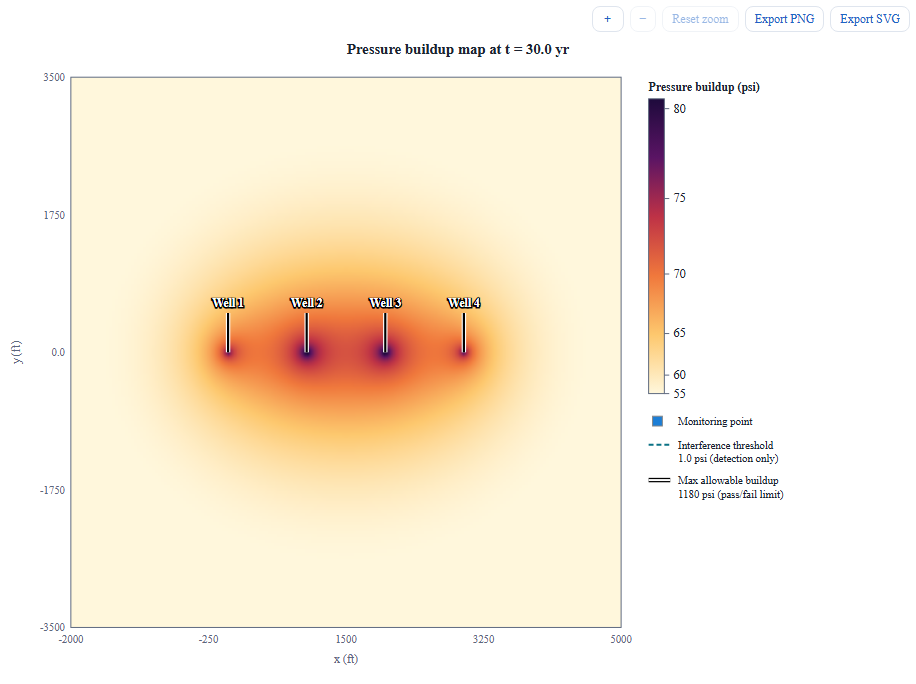 +
−
Reset zoom
Export PNG
Export SVG
Pressure buildup map at t = 30.0 yr
3500
1750
0.0
-1750
-3500
y (ft)
Well 1
Well 2
Well 3
Well 4
-2000
-250
1500
3250
5000
x (ft)
Pressure buildup (psi)
80
75
70
65
60
55
Monitoring point
Interference threshold
1.0 psi (detection only)
Max allowable buildup
1180 psi (pass/fail limit)